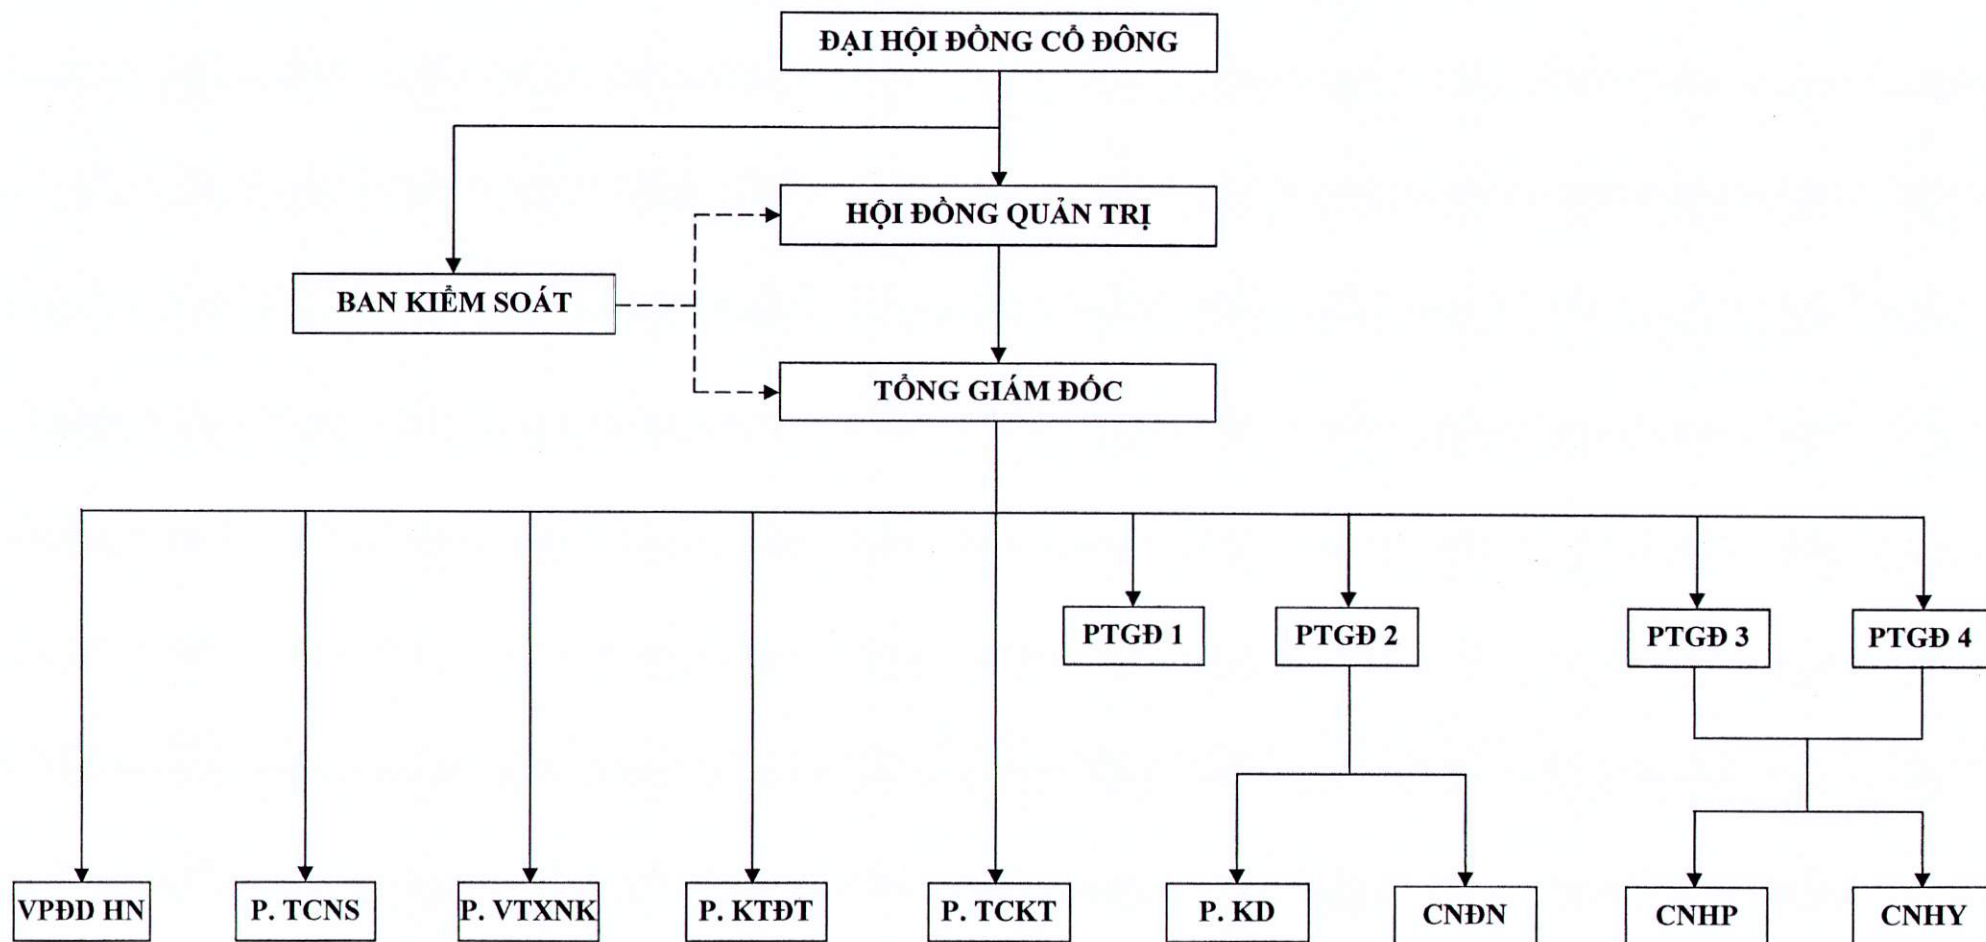 ĐẠI HỘI ĐỒNG CỔ ĐÔNG
HỘI ĐỒNG QUẢN TRỊ
BAN KIỂM SOÁT
TỔNG GIÁM ĐỐC
PTGĐ 1
PTGĐ 2
PTGĐ 3
PTGĐ 4
VPĐD HN
P. TCNS
P. VTXNK
P. KTĐT
P. TCKT
P. KD
CNĐN
CNHP
CNHY